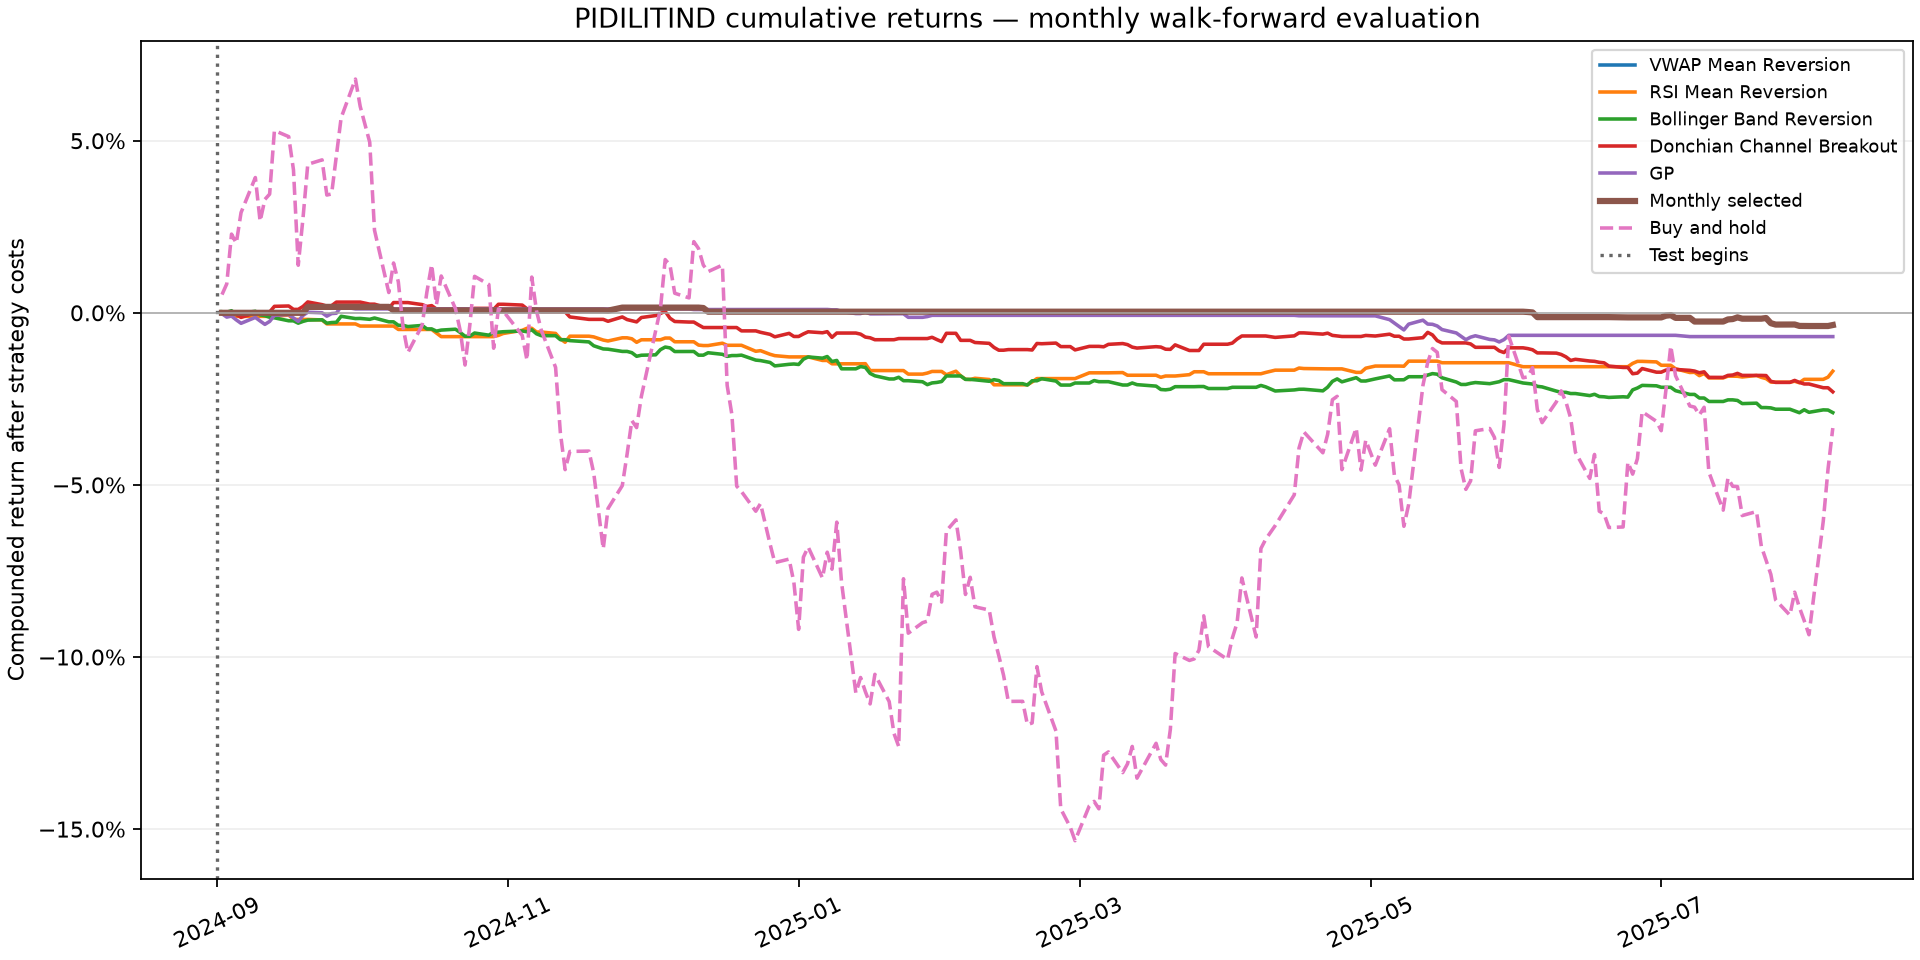 PIDILITIND cumulative returns — monthly walk-forward evaluation
Compounded return after strategy costs
5.0%
0.0%
−5.0%
−10.0%
−15.0%
VWAP Mean Reversion
RSI Mean Reversion
Bollinger Band Reversion
Donchian Channel Breakout
GP
Monthly selected
Buy and hold
Test begins
2024-09
2024-11
2025-01
2025-03
2025-05
2025-07